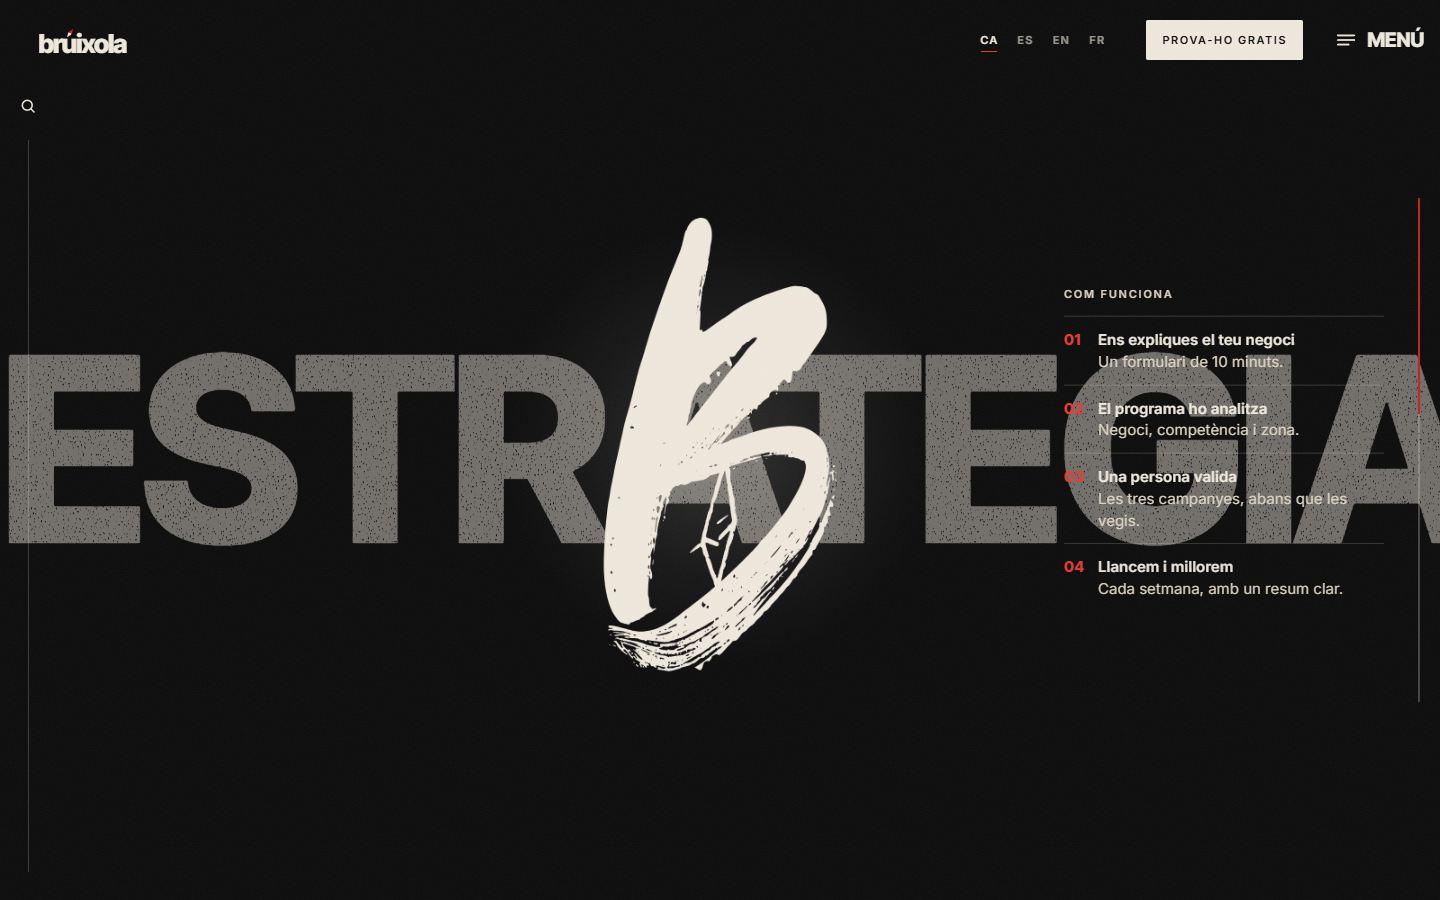 brúixola
CA ES EN FR
PROVA-HO GRATIS
MENÚ
ESTRATEGIA
b
COM FUNCIONA
01 Ens expliques el teu negoci
Un formulari de 10 minuts.
02 El programa ho analitza
Negoci, competència i zona.
03 Una persona valida
Les tres campanyes, abans que les
vegis.
04 Llancem i millorem
Cada setmana, amb un resum clar.